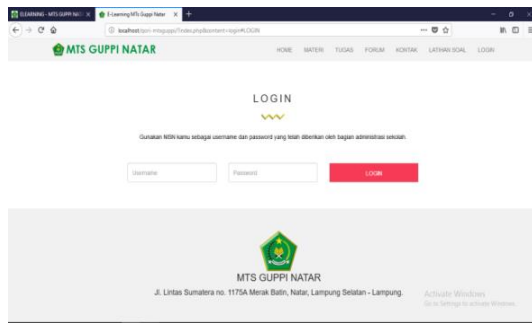 ELEARNING - MTS GUPPI NAT
E-Learning MTs Guppi Natar
MTS GUPPI NATAR
HOME MATERI TUGAS FORUM KONTAK LATIHAN SOAL LOGIN
LOGIN
Gunakan NISN kamu sebagai username dan password yang telah diberikan oleh bagian administrasi sekolah.
Username Password LOGIN
MTS GUPPI NATAR
Jl. Lintas Sumatera no. 1175A Merak Batin, Natar, Lampung Selatan - Lampung.
Activate Windows
Go to Settings to activate Windows.